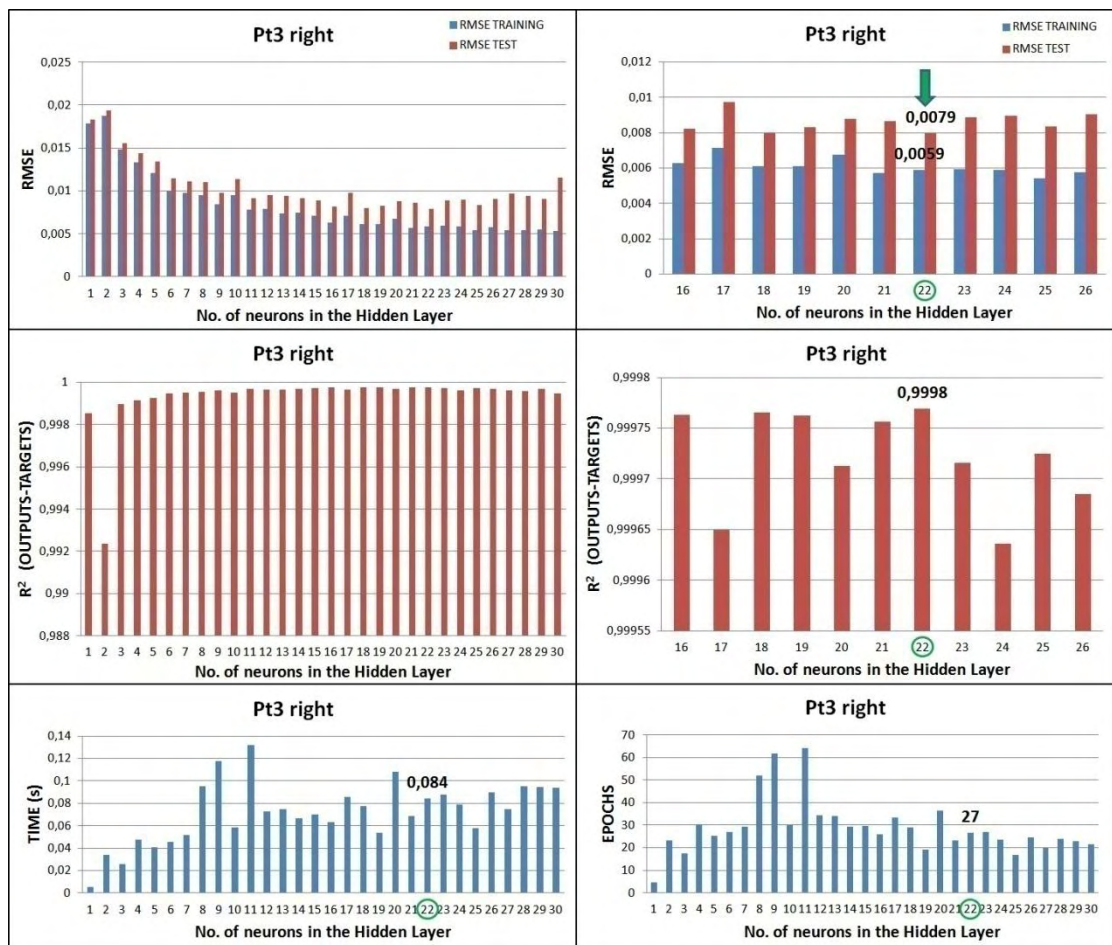 Pt3 right
RMSE TRAINING
RMSE TEST
0,025
0,02
0,015
0,01
0,005
0
RMSE
1 2 3 4 5 6 7 8 9 10 11 12 13 14 15 16 17 18 19 20 21 22 23 24 25 26 27 28 29 30
No. of neurons in the Hidden Layer
Pt3 right
RMSE TRAINING
RMSE TEST
0,012
0,01
0,008
0,006
0,004
0,002
0
RMSE
0,0079
0,0059
16 17 18 19 20 21 22 23 24 25 26
No. of neurons in the Hidden Layer
Pt3 right
1
0,998
0,996
0,994
0,992
0,99
0,988
R² (OUTPUTS-TARGETS)
1 2 3 4 5 6 7 8 9 10 11 12 13 14 15 16 17 18 19 20 21 22 23 24 25 26 27 28 29 30
No. of neurons in the Hidden Layer
Pt3 right
0,9998
0,99975
0,9997
0,99965
0,9996
0,99955
R² (OUTPUTS-TARGETS)
0,9998
16 17 18 19 20 21 22 23 24 25 26
No. of neurons in the Hidden Layer
Pt3 right
0,14
0,12
0,1
0,08
0,06
0,04
0,02
0
TIME (s)
0,084
1 2 3 4 5 6 7 8 9 10 11 12 13 14 15 16 17 18 19 20 21 22 23 24 25 26 27 28 29 30
No. of neurons in the Hidden Layer
Pt3 right
70
60
50
40
30
20
10
0
EPOCHS
27
1 2 3 4 5 6 7 8 9 10 11 12 13 14 15 16 17 18 19 20 21 22 23 24 25 26 27 28 29 30
No. of neurons in the Hidden Layer